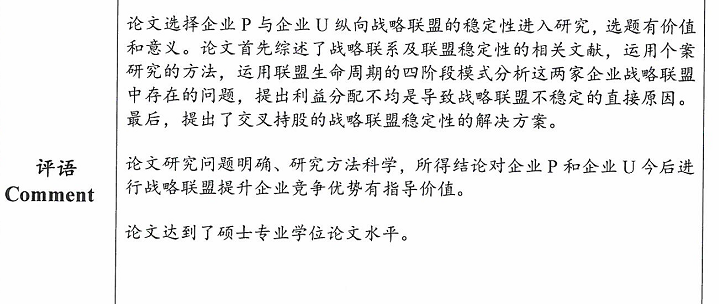 论文选择企业 P 与企业 U 纵向战略联盟的稳定性进入研究，选题有价值
和意义。论文首先综述了战略联系及联盟稳定性的相关文献，运用个案
研究的方法，运用联盟生命周期的四阶段模式分析这两家企业战略联盟
中存在的问题，提出利益分配不均是导致战略联盟不稳定的直接原因。
最后，提出了交叉持股的战略联盟稳定性的解决方案。
评语
Comment
论文研究问题明确、研究方法科学，所得结论对企业 P 和企业 U 今后进
行战略联盟提升企业竞争优势有指导价值。
论文达到了硕士专业学位论文水平。